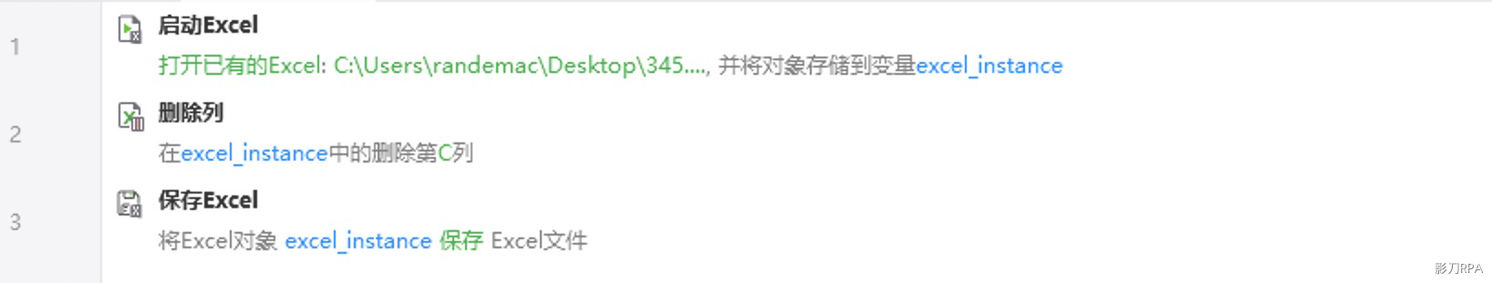 1
启动Excel
打开已有的Excel: C:\Users\randemac\Desktop\345...., 并将对象存储到变量excel_instance
2
删除列
在excel_instance中的删除第C列
3
保存Excel
将Excel对象 excel_instance 保存 Excel文件
影刀RPA